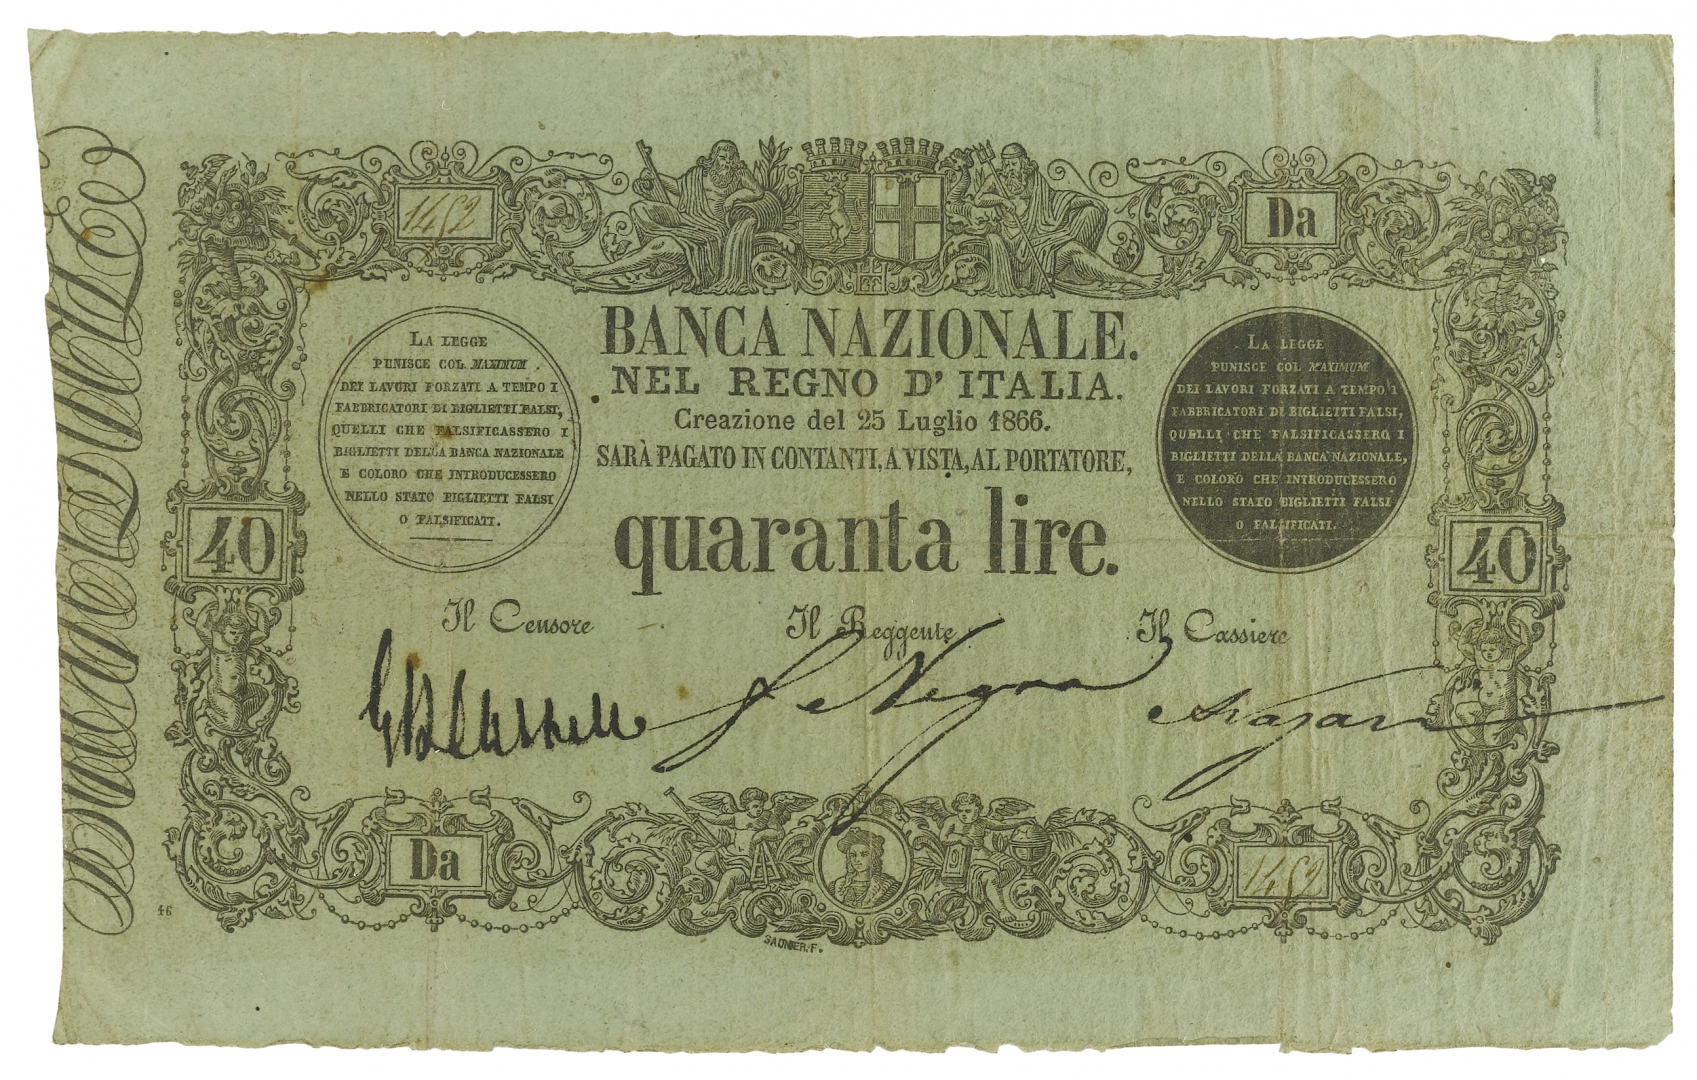 1452
Da
BANCA NAZIONALE.
NEL REGNO D'ITALIA.
Creazione del 25 Luglio 1866.
SARÀ PAGATO IN CONTANTI, A VISTA, AL PORTATORE,
quaranta lire.
LA LEGGE
PUNISCE COL MAXIMUM
DEI LAVORI FORZATI A TEMPO I
FABBRICATORI DI BIGLIETTI FALSI,
QUELLI CHE FALSIFICASSERO I
BIGLIETTI DELLA BANCA NAZIONALE
E COLORO CHE INTRODUCESSERO
NELLO STATO BIGLIETTI FALSI
O FALSIFICATI.
LA LEGGE
PUNISCE COL MAXIMUM
DEI LAVORI FORZATI A TEMPO I
FABBRICATORI DI BIGLIETTI FALSI,
QUELLI CHE FALSIFICASSERO I
BIGLIETTI DELLA BANCA NAZIONALE,
E COLORO CHE INTRODUCESSERO
NELLO STATO BIGLIETTI FALSI
O FALSIFICATI.
40
40
Il Censore
Il Reggente
Il Cassiere
Da
1452
46
SAUNIER. F.